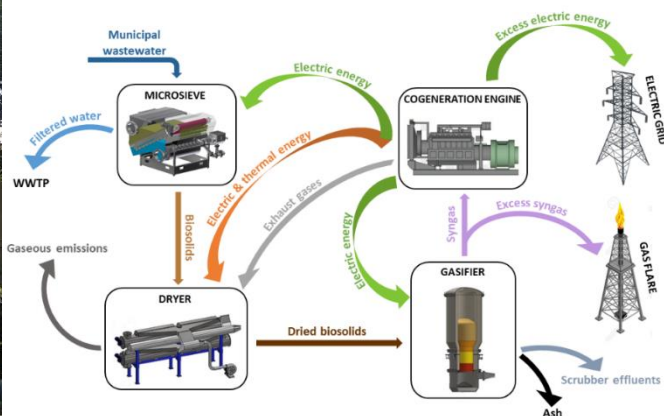 Municipal
wastewater
MICROSIEVE
Filtered water
WWTP
Electric energy
COGENERATION ENGINE
Excess electric energy
ELECTRIC GRID
Electric & thermal energy
Exhaust gases
Biosolids
Gaseous emissions
Electric energy
Syngas
Excess syngas
GAS FLARE
DRYER
Dried biosolids
GASIFIER
Scrubber effluents
Ash